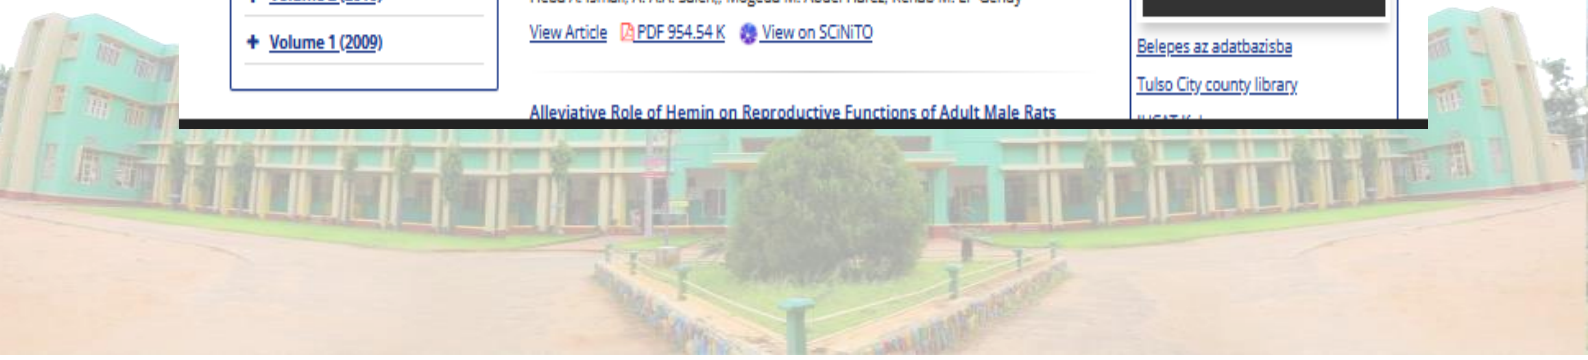 + Volume 1 (2009)
View Article PDF 954.54 K View on SCiNiTO
Alleviative Role of Hemin on Reproductive Functions of Adult Male Rats
Belepes az adatbazisba
Tulso City county library